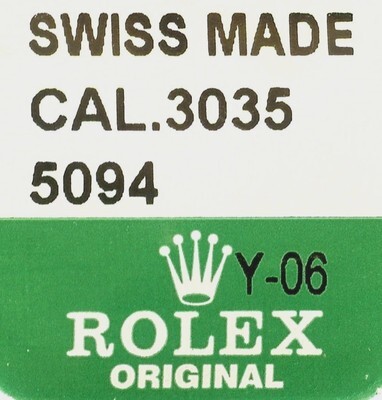 SWISS MADE
CAL.3035
5094
Y-06
ROLEX
ORIGINAL